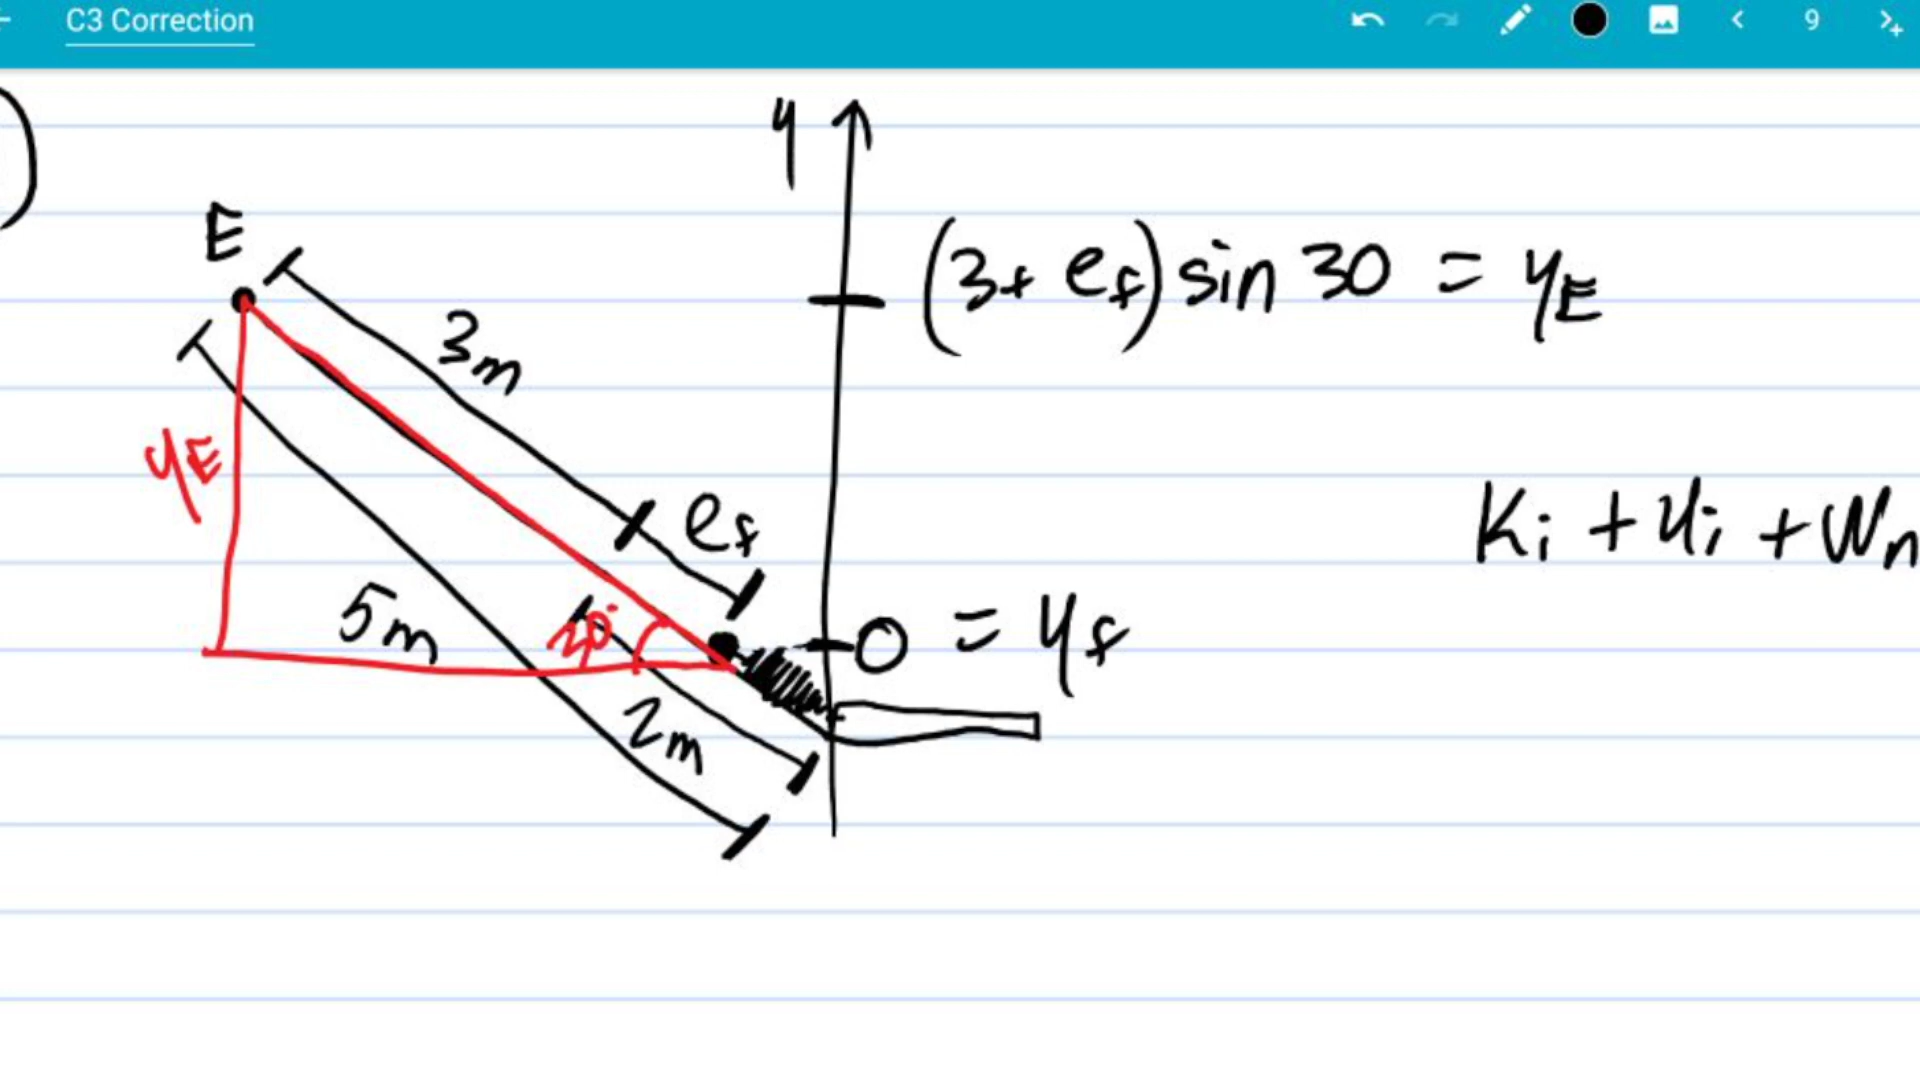 C3 Correction
9
)
y
E
(3+ ef) sin 30 = yE
3m
yE
ef
Ki + Ui + Wn
5m
30°
0 = yf
2m